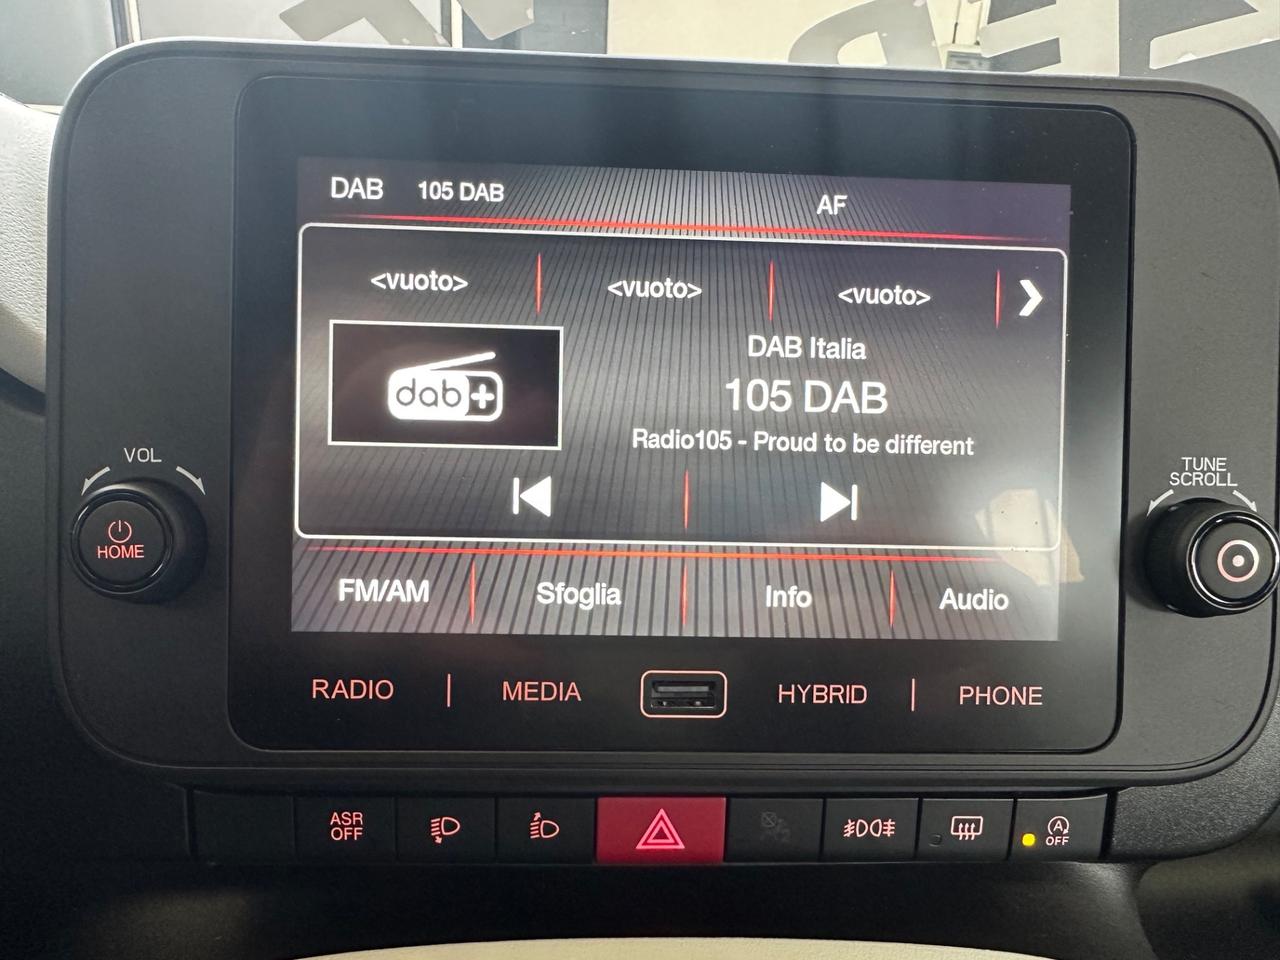 DAB 105 DAB AF
<vuoto> <vuoto> <vuoto>
dab+
DAB Italia
105 DAB
Radio105 - Proud to be different
FM/AM Sfoglia Info Audio
VOL
HOME
TUNE
SCROLL
RADIO | MEDIA HYBRID | PHONE
ASR
OFF
A
OFF